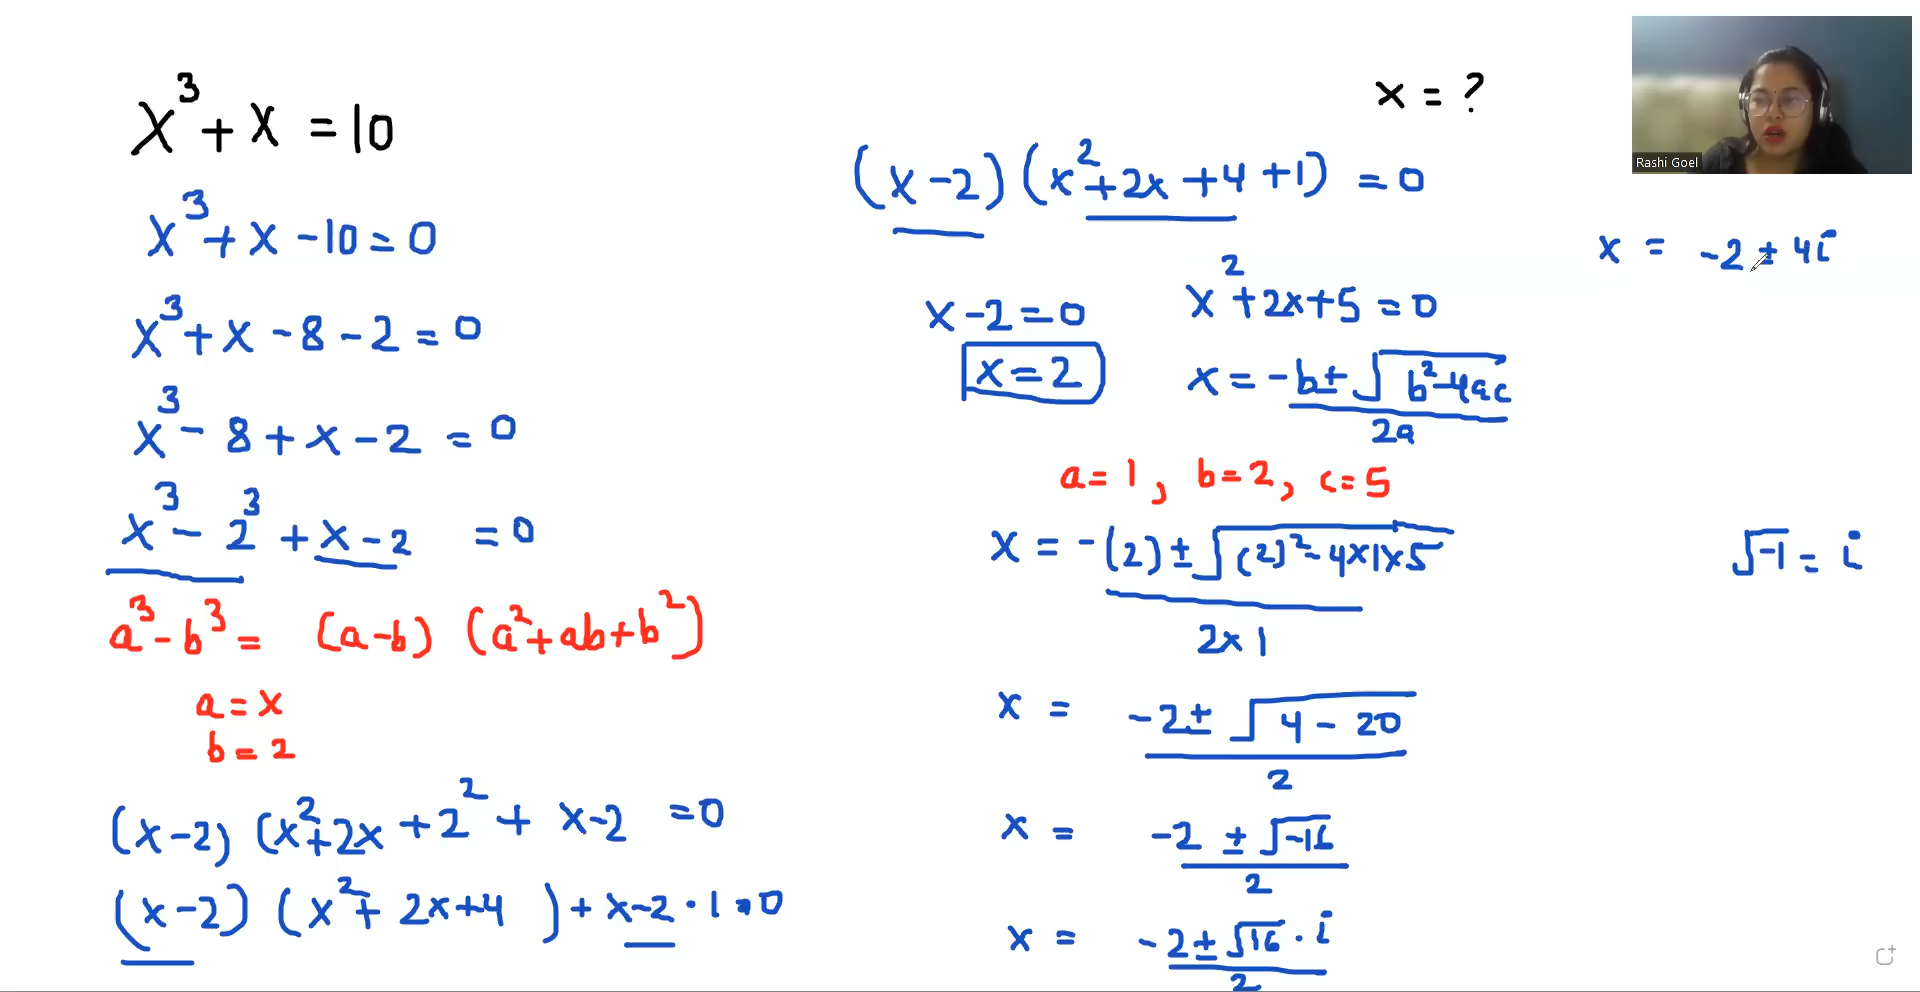 x³ + x = 10
x³ + x - 10 = 0
x³ + x - 8 - 2 = 0
x³ - 8 + x - 2 = 0
x³ - 2³ + x - 2 = 0
a³ - b³ = (a-b) (a² + ab + b²)
a = x
b = 2
(x-2) (x² + 2x + 2² + x-2 = 0
(x-2) (x² + 2x+4 ) + x-2 · 1 = 0
x = ?
(x-2) (x² + 2x + 4 + 1) = 0
x - 2 = 0
x = 2
x² + 2x + 5 = 0
x = -b ± √b² - 4ac / 2a
a = 1, b = 2, c = 5
x = -(2) ± √(2)² - 4×1×5 / 2×1
x = -2 ± √4 - 20 / 2
x = -2 ± √-16 / 2
x = -2 ± √16 · i / 2
Rashi Goel
x = -2 ± 4i
√-1 = i